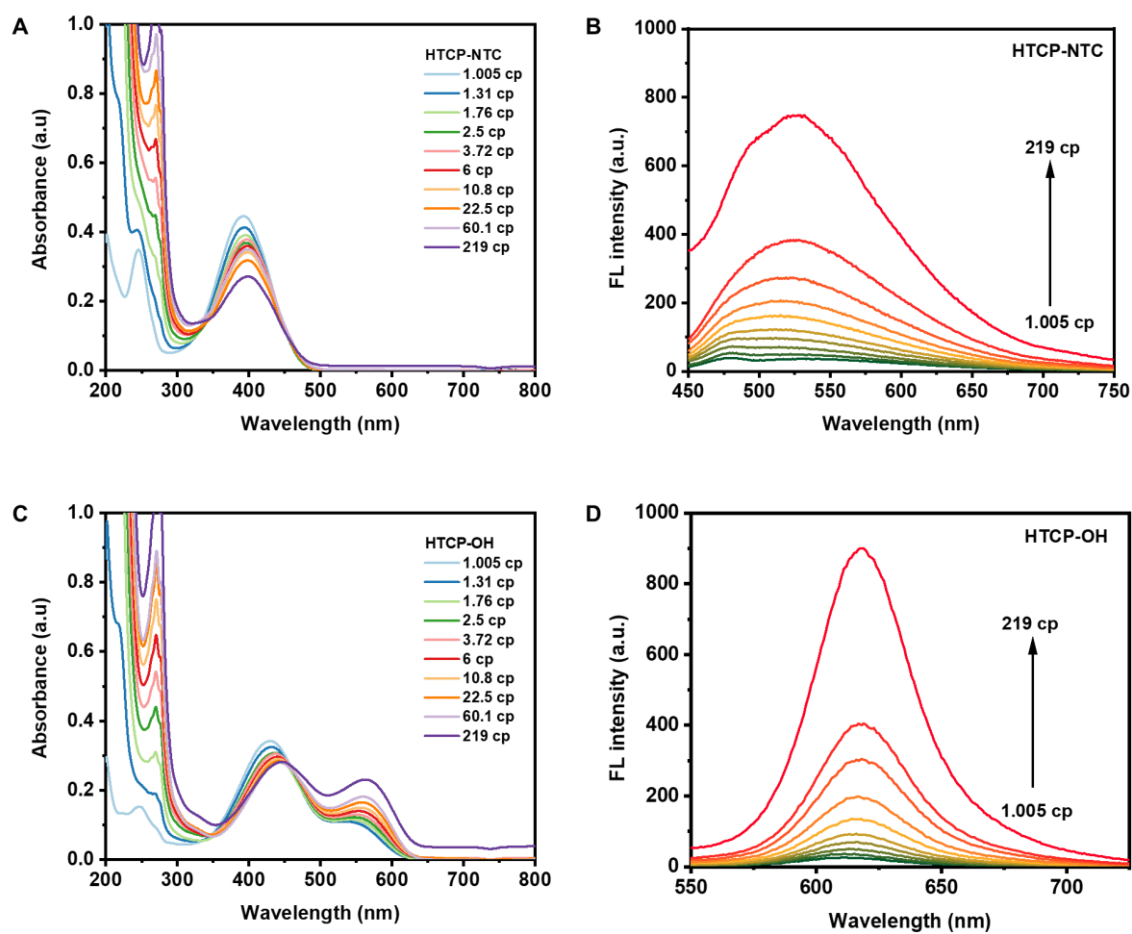 A
1.0
0.8
0.6
0.4
0.2
0.0
Absorbance (a.u)
200 300 400 500 600 700 800
Wavelength (nm)
HTCP-NTC
1.005 cp
1.31 cp
1.76 cp
2.5 cp
3.72 cp
6 cp
10.8 cp
22.5 cp
60.1 cp
219 cp
B
1000
800
600
400
200
0
FL intensity (a.u.)
450 500 550 600 650 700 750
Wavelength (nm)
HTCP-NTC
219 cp
1.005 cp
C
1.0
0.8
0.6
0.4
0.2
0.0
Absorbance (a.u)
200 300 400 500 600 700 800
Wavelength (nm)
HTCP-OH
1.005 cp
1.31 cp
1.76 cp
2.5 cp
3.72 cp
6 cp
10.8 cp
22.5 cp
60.1 cp
219 cp
D
1000
800
600
400
200
0
FL intensity (a.u.)
550 600 650 700
Wavelength (nm)
HTCP-OH
219 cp
1.005 cp